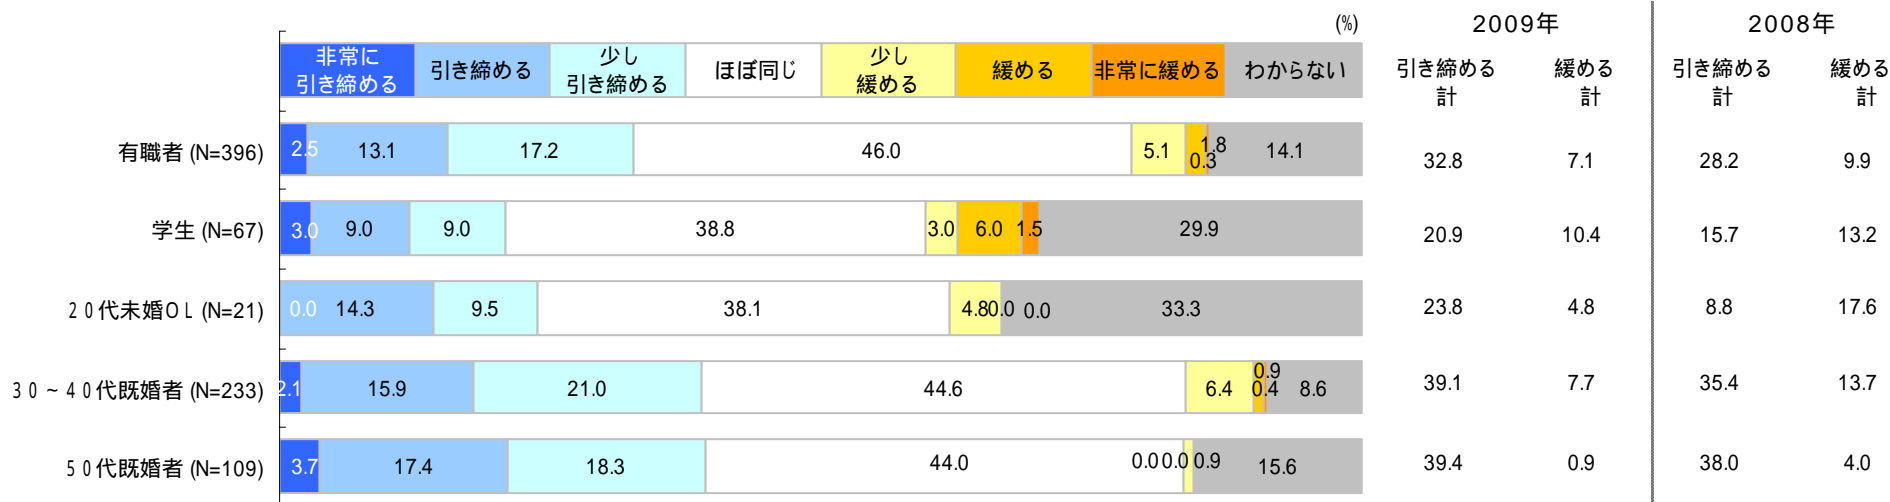 (%)
2009年 2008年
非常に
引き締める
引き締める
少し
引き締める
ほぼ同じ
少し
緩める
緩める
非常に緩める
わからない
引き締める
計
緩める
計
引き締める
計
緩める
計
有職者 (N=396) 2.5 13.1 17.2 46.0 5.1 1.8 0.3 14.1 32.8 7.1 28.2 9.9
学生 (N=67) 3.0 9.0 9.0 38.8 3.0 6.0 1.5 29.9 20.9 10.4 15.7 13.2
20代未婚OL (N=21) 0.0 14.3 9.5 38.1 4.8 0.0 0.0 33.3 23.8 4.8 8.8 17.6
30~40代既婚者 (N=233) 2.1 15.9 21.0 44.6 6.4 0.9 0.4 8.6 39.1 7.7 35.4 13.7
50代既婚者 (N=109) 3.7 17.4 18.3 44.0 0.0 0.0 0.9 15.6 39.4 0.9 38.0 4.0